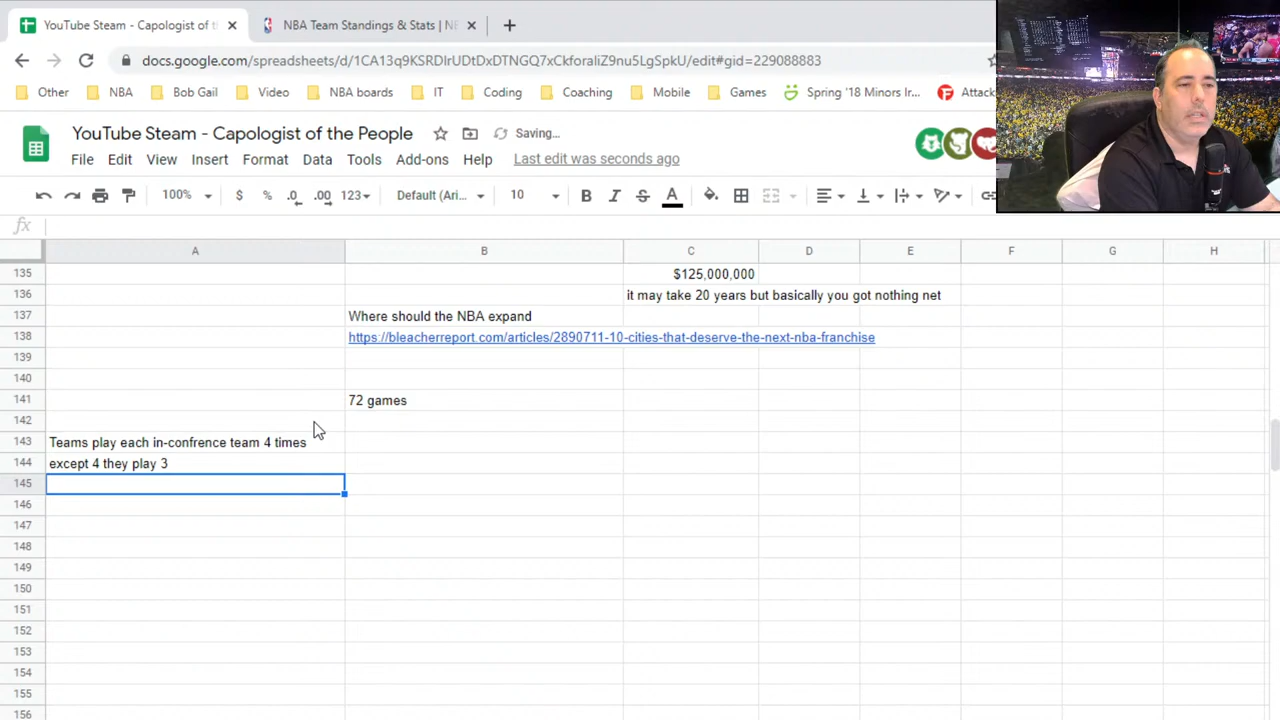 YouTube Steam - Capologist of t
NBA Team Standings & Stats | N
docs.google.com/spreadsheets/d/1CA13q9KSRDIrUDtDxDTNGQ7xCkforaliZ9nu5LgSpkU/edit#gid=229088883
Other NBA Bob Gail Video NBA boards IT Coding Coaching Mobile Games Spring '18 Minors Ir... Attack
YouTube Steam - Capologist of the People Saving...
File Edit View Insert Format Data Tools Add-ons Help Last edit was seconds ago
100% $ % .0 .00 123 Default (Ari... 10 B I S A
fx
A B C D E F G H
135 $125,000,000
136 it may take 20 years but basically you got nothing net
137 Where should the NBA expand
138 https://bleacherreport.com/articles/2890711-10-cities-that-deserve-the-next-nba-franchise
139
140
141 72 games
142
143 Teams play each in-confrence team 4 times
144 except 4 they play 3
145
146
147
148
149
150
151
152
153
154
155
156